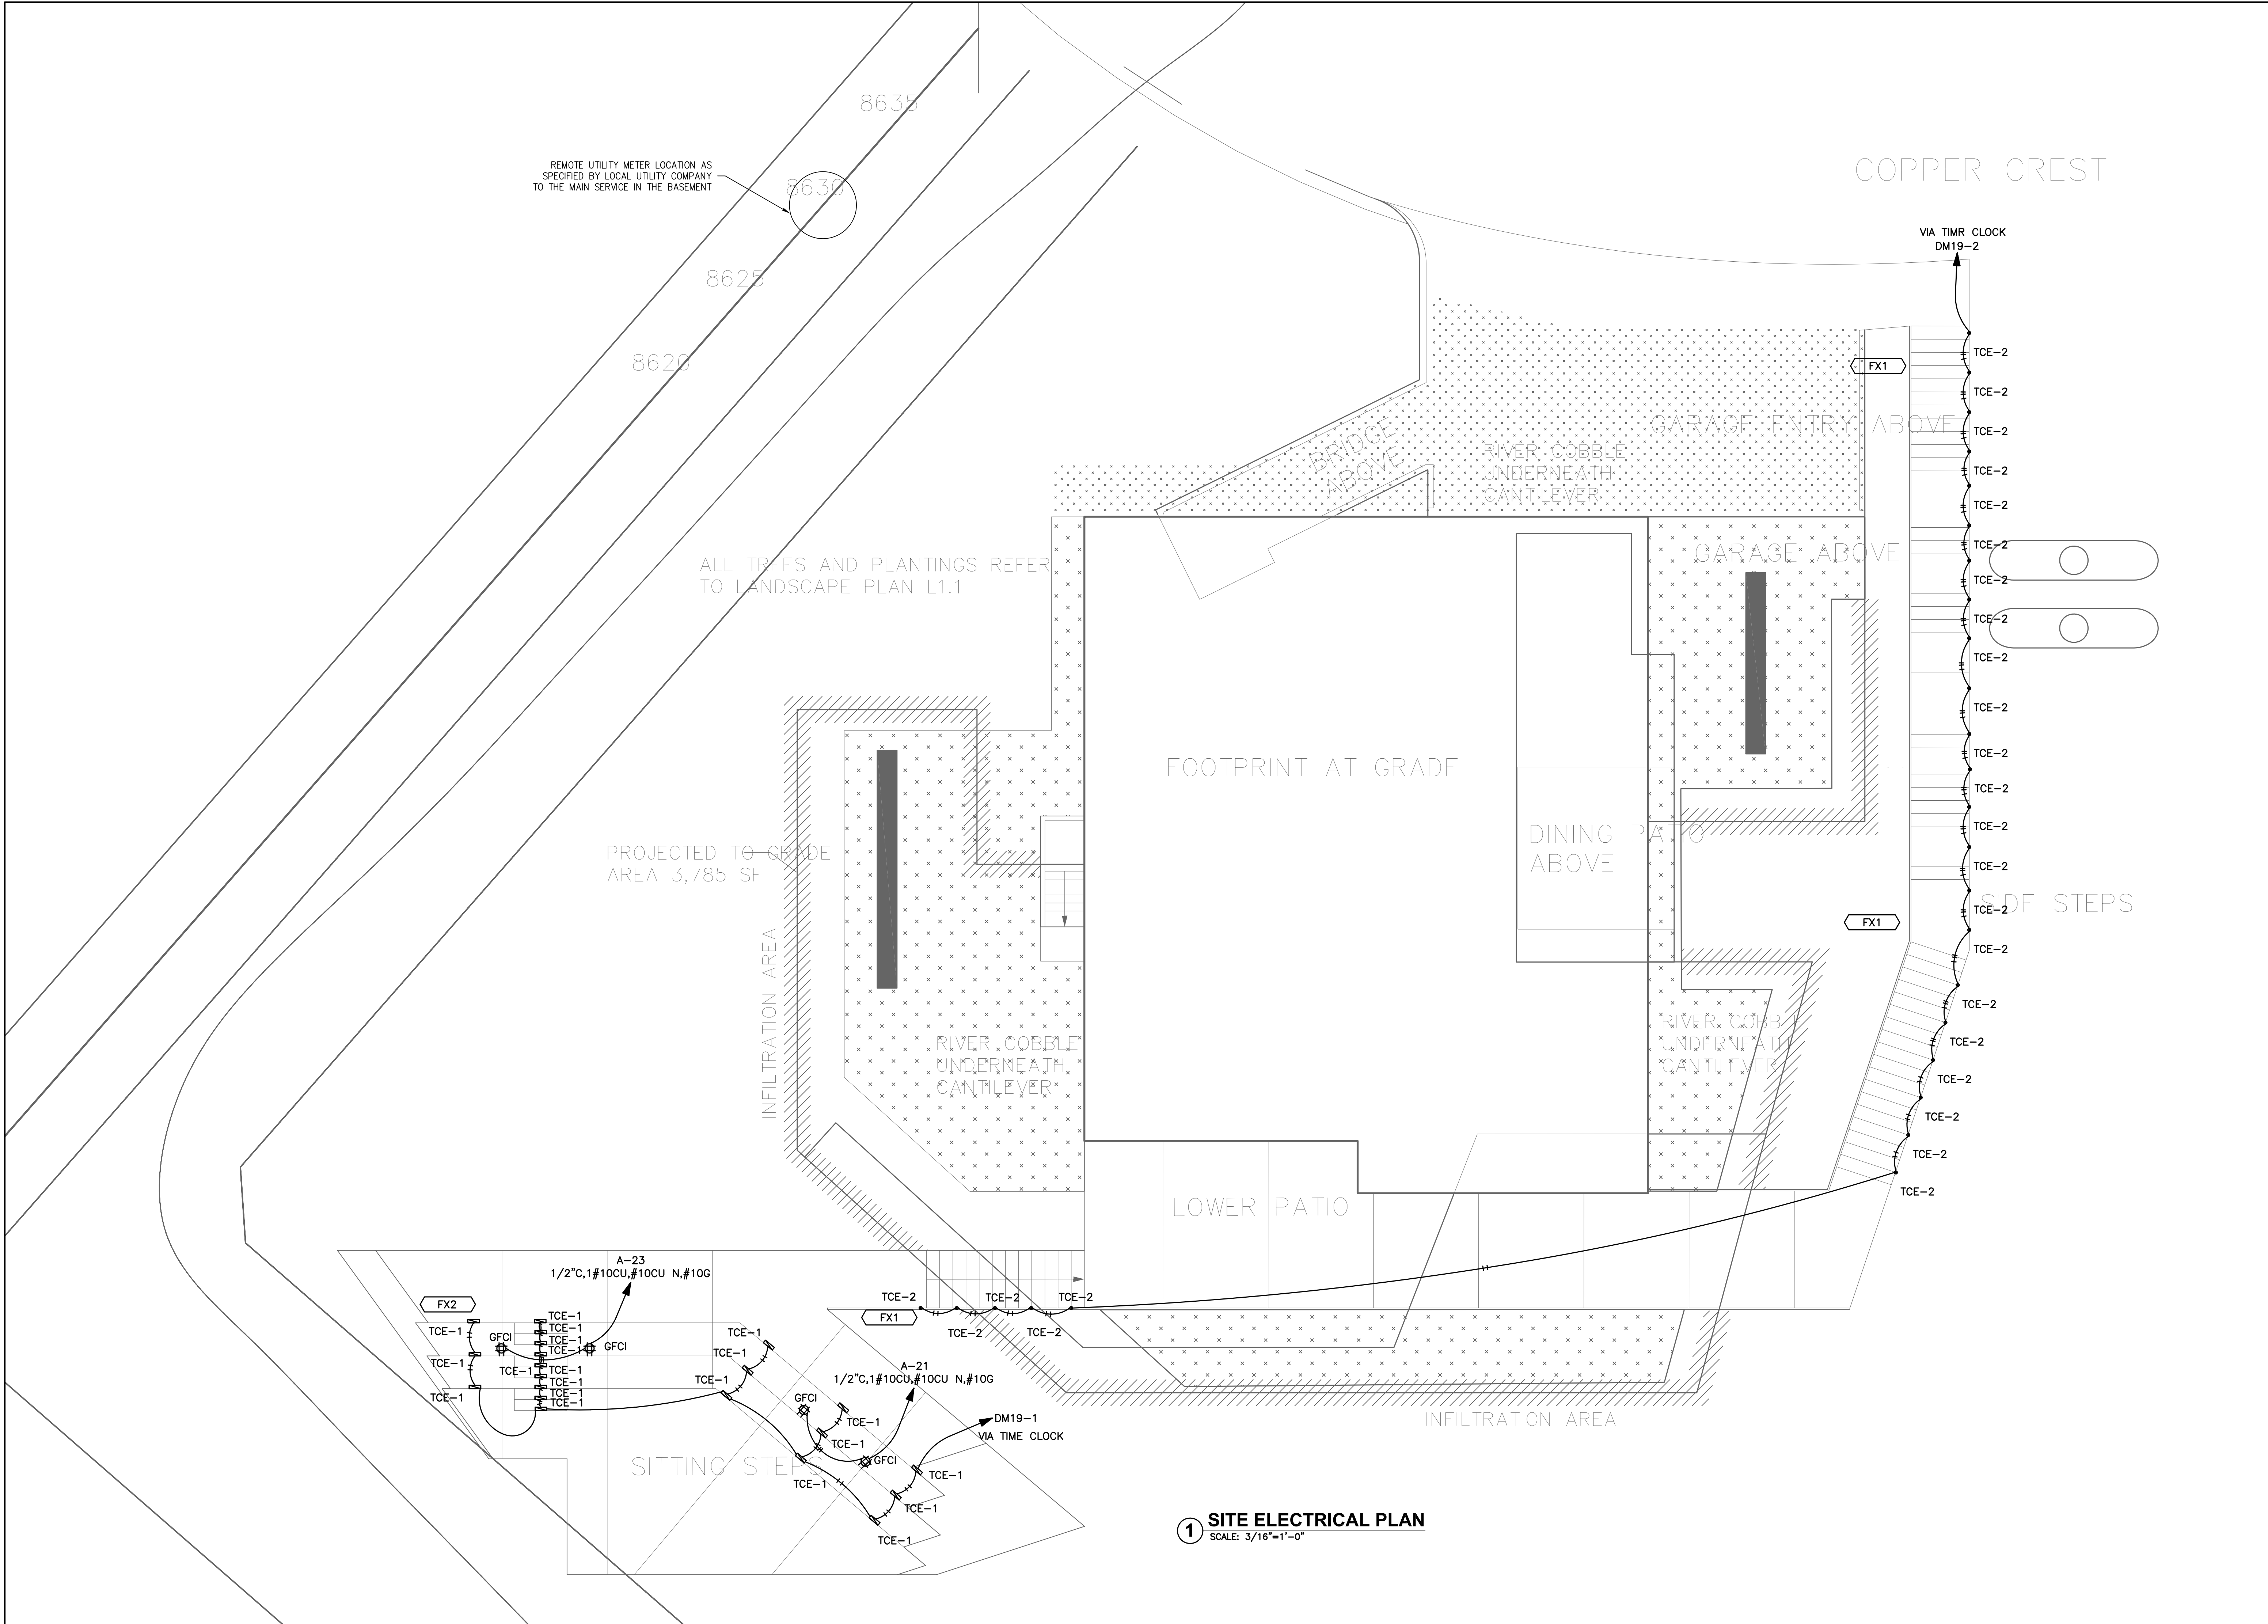 8635
REMOTE UTILITY METER LOCATION AS
SPECIFIED BY LOCAL UTILITY COMPANY
TO THE MAIN SERVICE IN THE BASEMENT
8630
COPPER CREST
VIA TIMR CLOCK
DM19-2
8625
8620
TCE-2
FX1
TCE-2
GARAGE ENTRY ABOVE
TCE-2
BRIDGE
ABOVE
RIVER COBBLE
UNDERNEATH
CANTILEVER
TCE-2
TCE-2
TCE-2
GARAGE ABOVE
ALL TREES AND PLANTINGS REFER
TO LANDSCAPE PLAN L1.1
TCE-2
TCE-2
TCE-2
TCE-2
TCE-2
FOOTPRINT AT GRADE
TCE-2
TCE-2
DINING PATIO
ABOVE
PROJECTED TO GRADE
AREA 3,785 SF
TCE-2
TCE-2
SIDE STEPS
FX1
TCE-2
INFILTRATION AREA
TCE-2
RIVER COBBLE
UNDERNEATH
CANTILEVER
RIVER COBBLE
UNDERNEATH
CANTILEVER
TCE-2
TCE-2
TCE-2
TCE-2
TCE-2
LOWER PATIO
A-23
1/2"C,1#10CU,#10CU N,#10G
FX2
TCE-2
TCE-2
TCE-2
FX1
TCE-2
TCE-2
TCE-1
TCE-1
TCE-1
TCE-1
TCE-1
GFCI
GFCI
TCE-1
TCE-1
TCE-1
TCE-1
TCE-1
TCE-1
TCE-1
TCE-1
TCE-1
TCE-1
TCE-1
A-21
1/2"C,1#10CU,#10CU N,#10G
GFCI
TCE-1
DM19-1
VIA TIME CLOCK
TCE-1
GFCI
TCE-1
TCE-1
TCE-1
TCE-1
SITTING STEPS
INFILTRATION AREA
1
SITE ELECTRICAL PLAN
SCALE: 3/16"=1'-0"